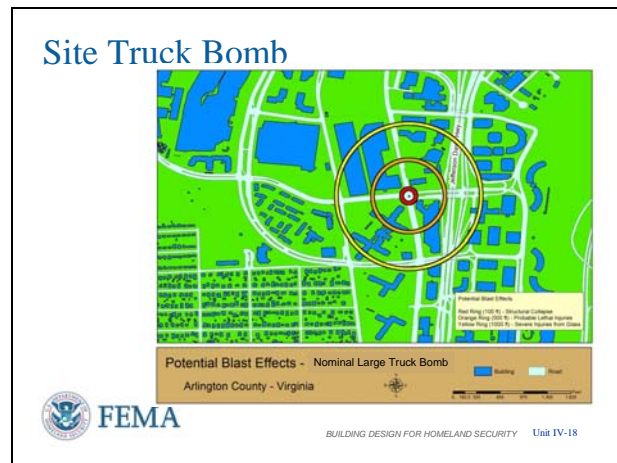 Site Truck Bomb
Jefferson Davis Hwy
Potential Blast Effects
Red Ring (100 ft) - Structural Collapse
Orange Ring (500 ft) - Probable Lethal Injuries
Yellow Ring (1000 ft) - Severe Injuries from Glass
Potential Blast Effects - Nominal Large Truck Bomb
Arlington County - Virginia
Building
Road
FEMA
BUILDING DESIGN FOR HOMELAND SECURITY Unit IV-18